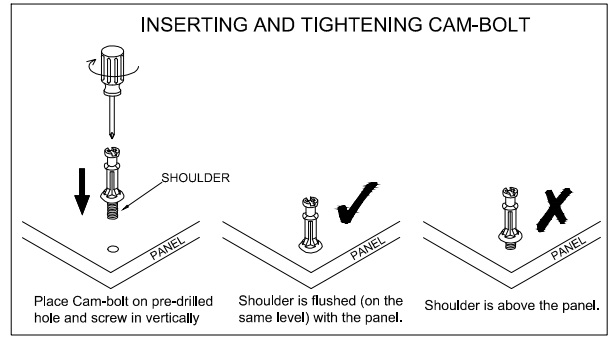 INSERTING AND TIGHTENING CAM-BOLT
SHOULDER
PANEL
PANEL
PANEL
Place Cam-bolt on pre-drilled
hole and screw in vertically
Shoulder is flushed (on the
same level) with the panel.
Shoulder is above the panel.